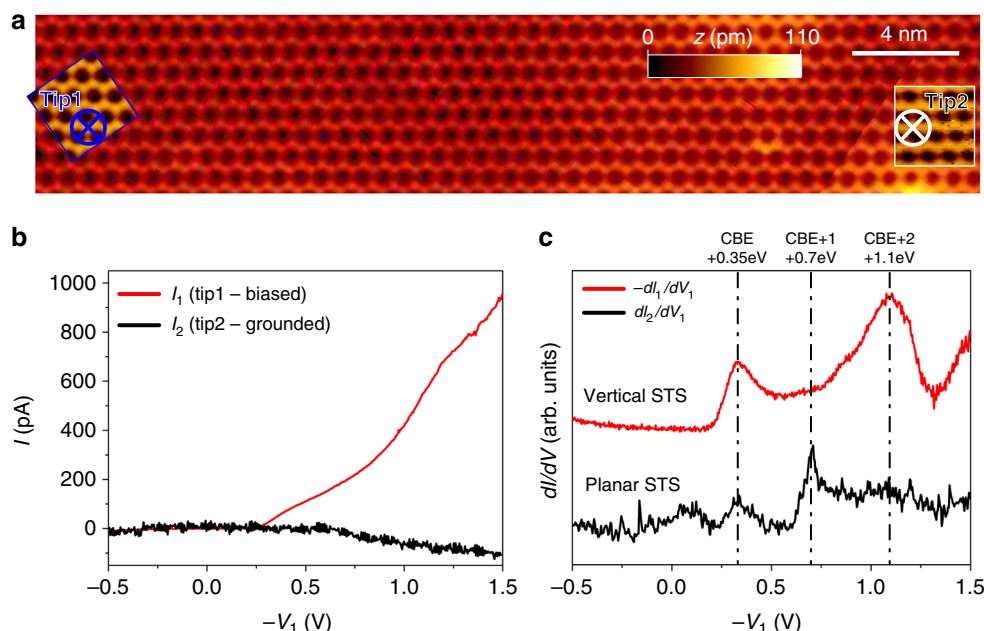 a
0 z (pm) 110
4 nm
Tip1
Tip2
b
I₁ (tip1 – biased)
I₂ (tip2 – grounded)
1000
800
600
400
200
0
I (pA)
−0.5 0.0 0.5 1.0 1.5
−V₁ (V)
c
CBE CBE+1 CBE+2
+0.35eV +0.7eV +1.1eV
−dI₁/dV₁
dI₂/dV₁
Vertical STS
Planar STS
dI/dV (arb. units)
−0.5 0.0 0.5 1.0 1.5
−V₁ (V)